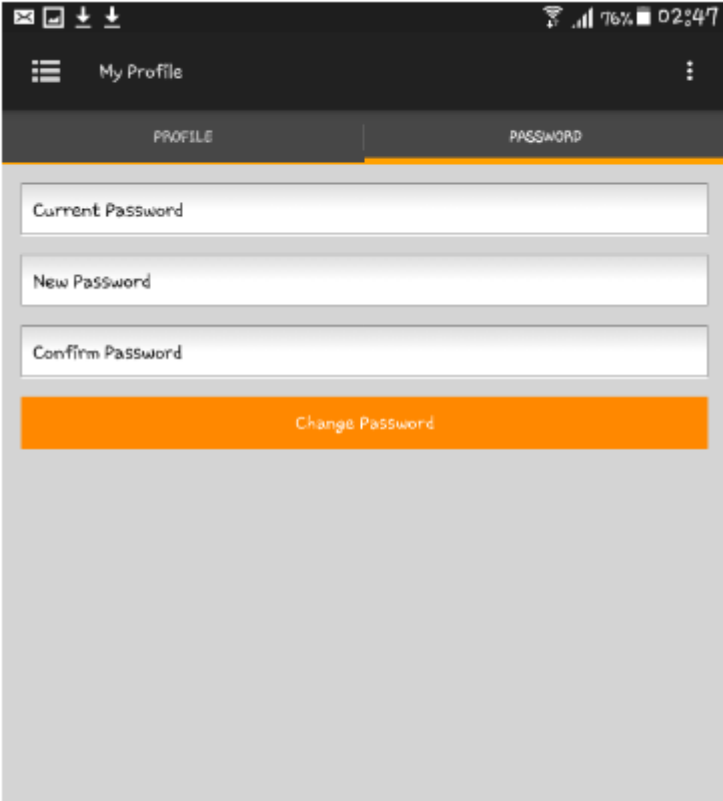 76% 02:47
My Profile
PROFILE PASSWORD
Current Password
New Password
Confirm Password
Change Password